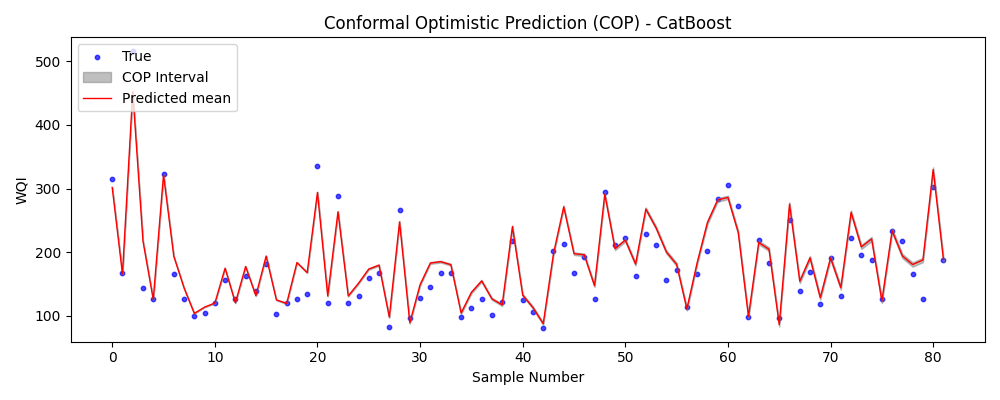 Conformal Optimistic Prediction (COP) - CatBoost
True
COP Interval
Predicted mean
WQI
500
400
300
200
100
0 10 20 30 40 50 60 70 80
Sample Number